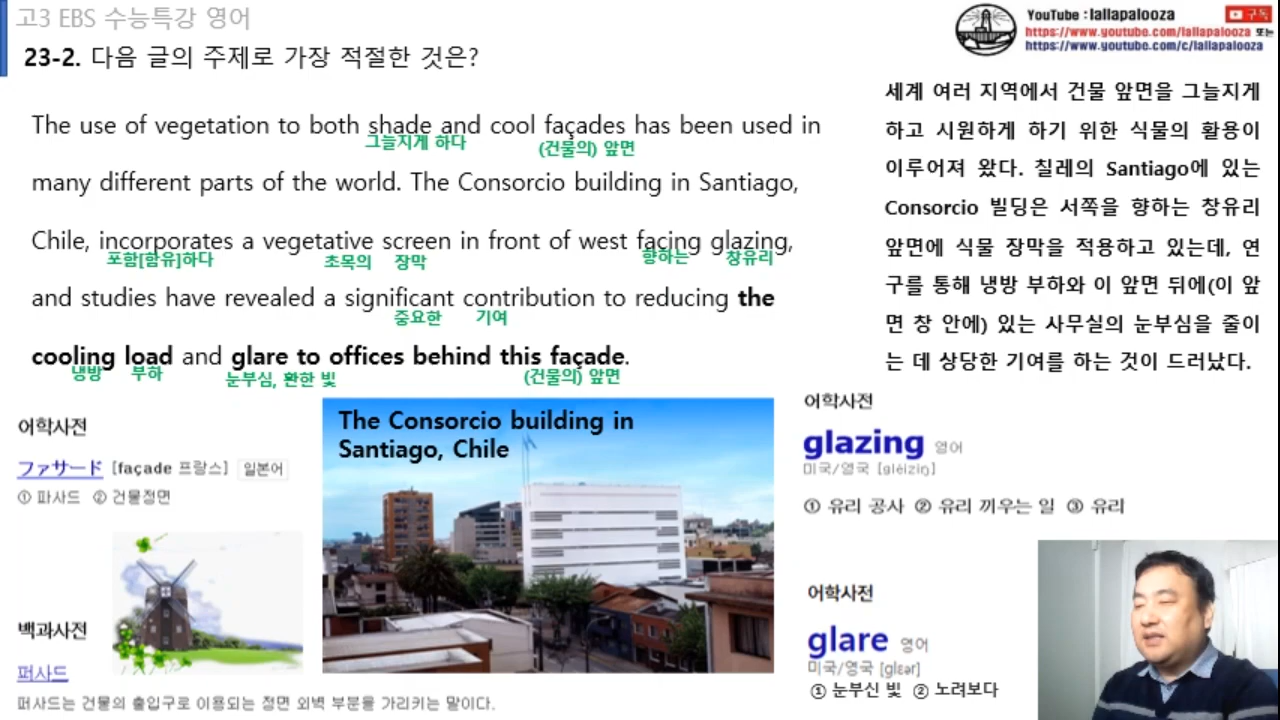 고3 EBS 수능특강 영어
23-2. 다음 글의 주제로 가장 적절한 것은?
YouTube : lallapalooza
구독
https://www.youtube.com/lallapalooza 또는
https://www.youtube.com/c/lallapalooza
The use of vegetation to both shade and cool façades has been used in
그늘지게 하다 (건물의) 앞면
many different parts of the world. The Consorcio building in Santiago,
Chile, incorporates a vegetative screen in front of west facing glazing,
포함[함유]하다 초목의 장막 향하는 창유리
and studies have revealed a significant contribution to reducing the
중요한 기여
cooling load and glare to offices behind this façade.
냉방 부하 눈부심, 환한 빛 (건물의) 앞면
세계 여러 지역에서 건물 앞면을 그늘지게
하고 시원하게 하기 위한 식물의 활용이
이루어져 왔다. 칠레의 Santiago에 있는
Consorcio 빌딩은 서쪽을 향하는 창유리
앞면에 식물 장막을 적용하고 있는데, 연
구를 통해 냉방 부하와 이 앞면 뒤에(이 앞
면 창 안에) 있는 사무실의 눈부심을 줄이
는 데 상당한 기여를 하는 것이 드러났다.
어학사전
ファサード [façade 프랑스] 일본어
① 파사드 ② 건물정면
백과사전
퍼사드
퍼사드는 건물의 출입구로 이용되는 정면 외벽 부분을 가리키는 말이다.
The Consorcio building in
Santiago, Chile
어학사전
glazing 영어
미국/영국 [gléiziŋ]
① 유리 공사 ② 유리 끼우는 일 ③ 유리
어학사전
glare 영어
미국/영국 [glɛər]
① 눈부신 빛 ② 노려보다